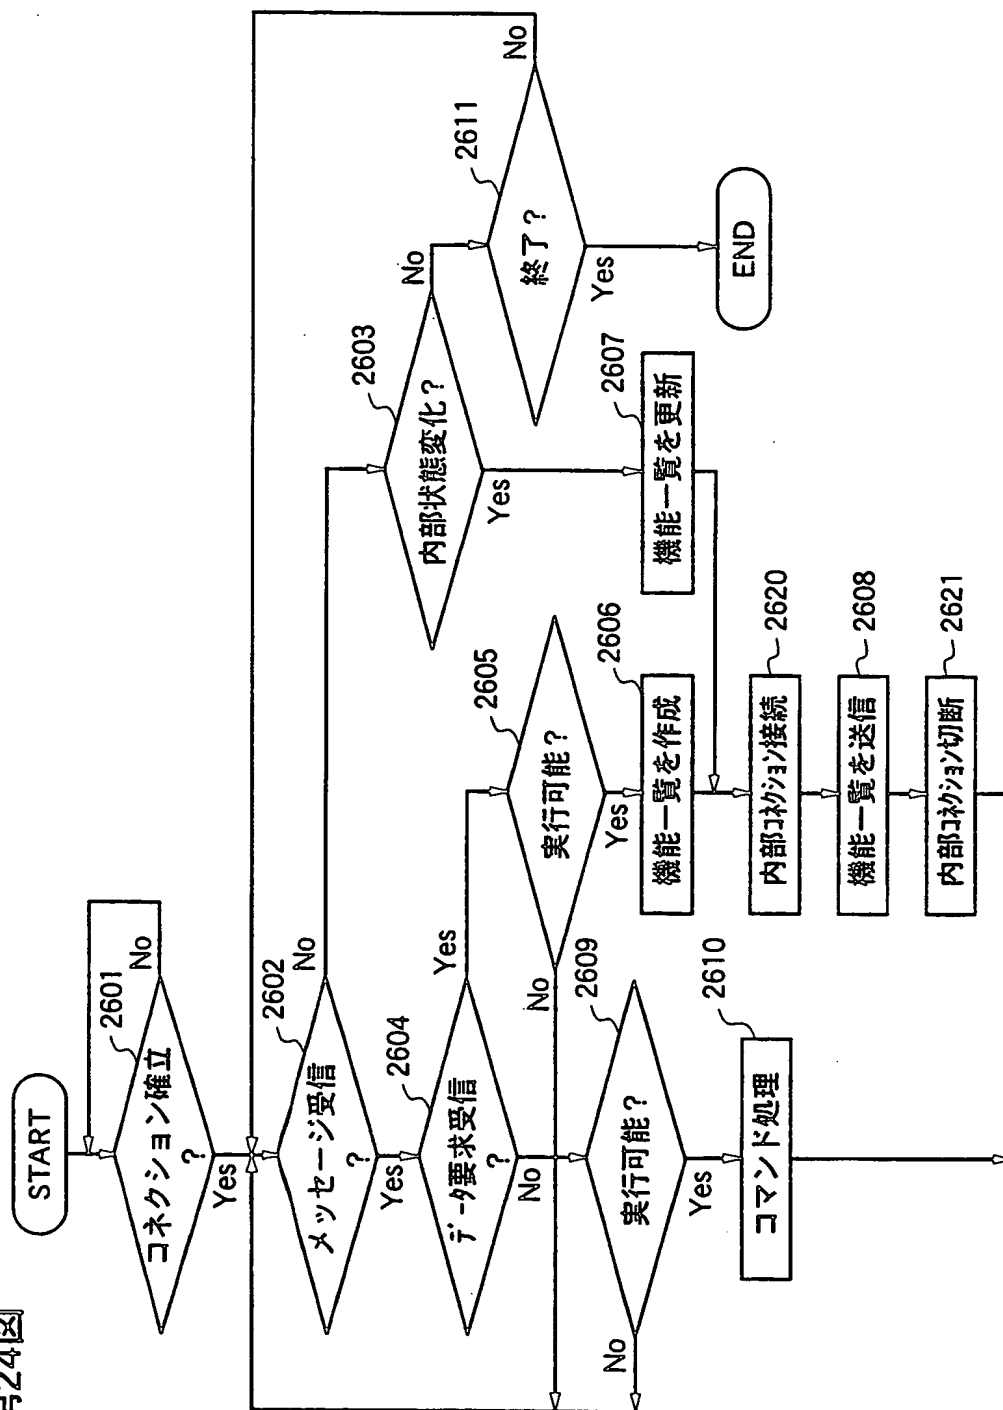 第24図
START
コネクション確立
?
2601
No
Yes
メッセージ受信
?
2602
No
Yes
内部状態変化?
2603
No
Yes
終了?
2611
No
Yes
END
データ要求受信
?
2604
Yes
No
実行可能?
2605
Yes
No
機能一覧を作成
2606
機能一覧を更新
2607
内部コネクション接続
2620
機能一覧を送信
2608
内部コネクション切断
2621
実行可能?
2609
No
Yes
コマンド処理
2610